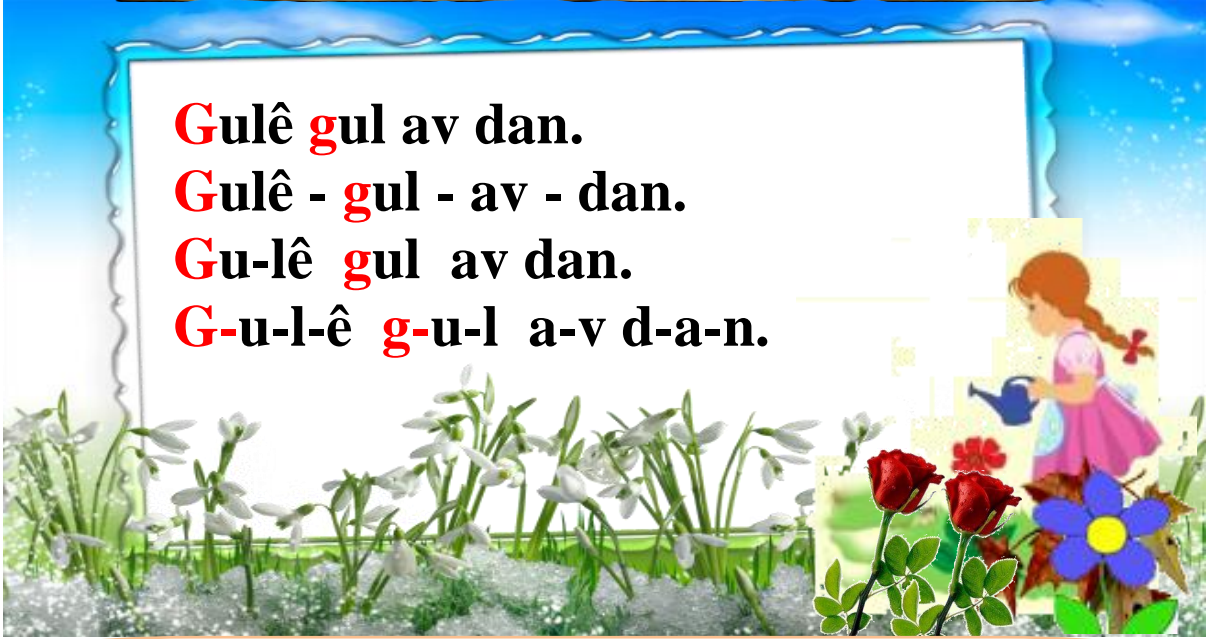 Gulê gul av dan.
Gulê - gul - av - dan.
Gu-lê gul av dan.
G-u-l-ê g-u-l a-v d-a-n.